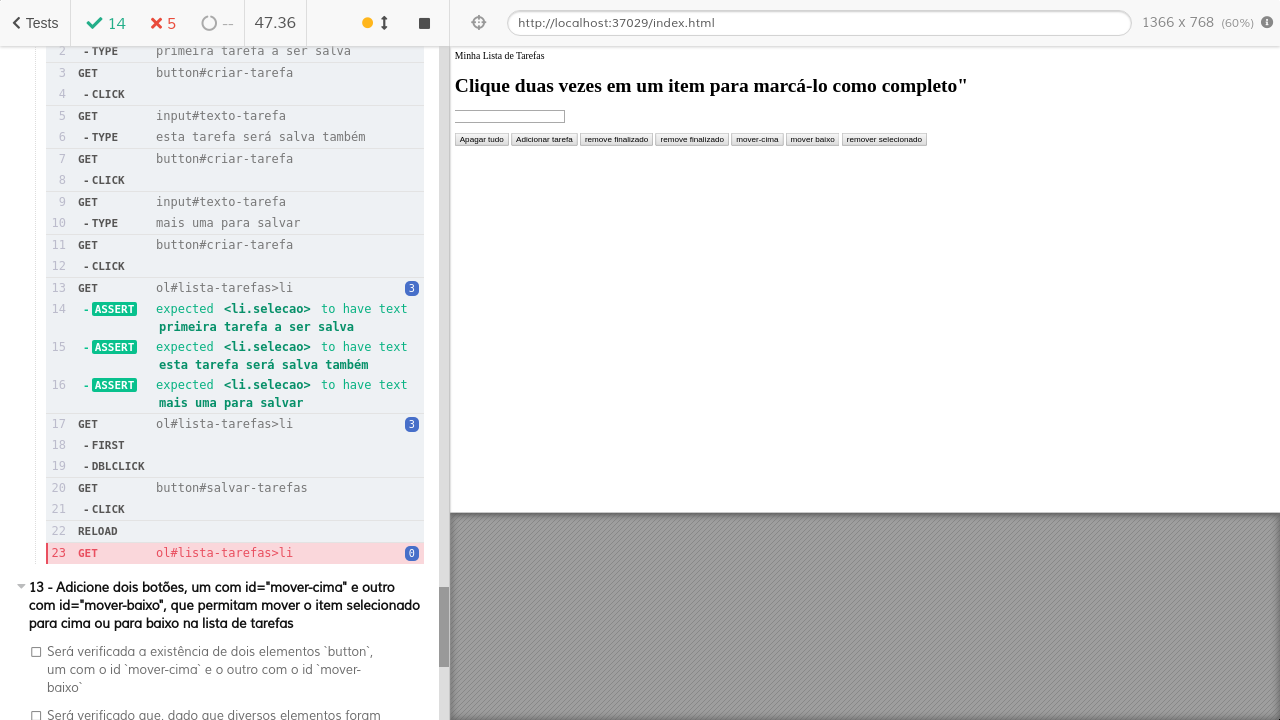 Tests 14 5 -- 47.36
2 - TYPE primeira tarefa a ser salva
3 GET button#criar-tarefa
4 - CLICK
5 GET input#texto-tarefa
6 - TYPE esta tarefa será salva também
7 GET button#criar-tarefa
8 - CLICK
9 GET input#texto-tarefa
10 - TYPE mais uma para salvar
11 GET button#criar-tarefa
12 - CLICK
13 GET ol#lista-tarefas>li 3
14 - ASSERT expected <li.selecao> to have text
primeira tarefa a ser salva
15 - ASSERT expected <li.selecao> to have text
esta tarefa será salva também
16 - ASSERT expected <li.selecao> to have text
mais uma para salvar
17 GET ol#lista-tarefas>li 3
18 - FIRST
19 - DBLCLICK
20 GET button#salvar-tarefas
21 - CLICK
22 RELOAD
23 GET ol#lista-tarefas>li 0
13 - Adicione dois botões, um com id="mover-cima" e outro
com id="mover-baixo", que permitam mover o item selecionado
para cima ou para baixo na lista de tarefas
Será verificada a existência de dois elementos `button`,
um com o id `mover-cima` e o outro com o id `mover-
baixo`
Será verificado que, dado que diversos elementos foram
http://localhost:37029/index.html 1366 x 768 (60%)
Minha Lista de Tarefas
Clique duas vezes em um item para marcá-lo como completo"
Apagar tudo Adicionar tarefa remove finalizado remove finalizado mover-cima mover baixo remover selecionado